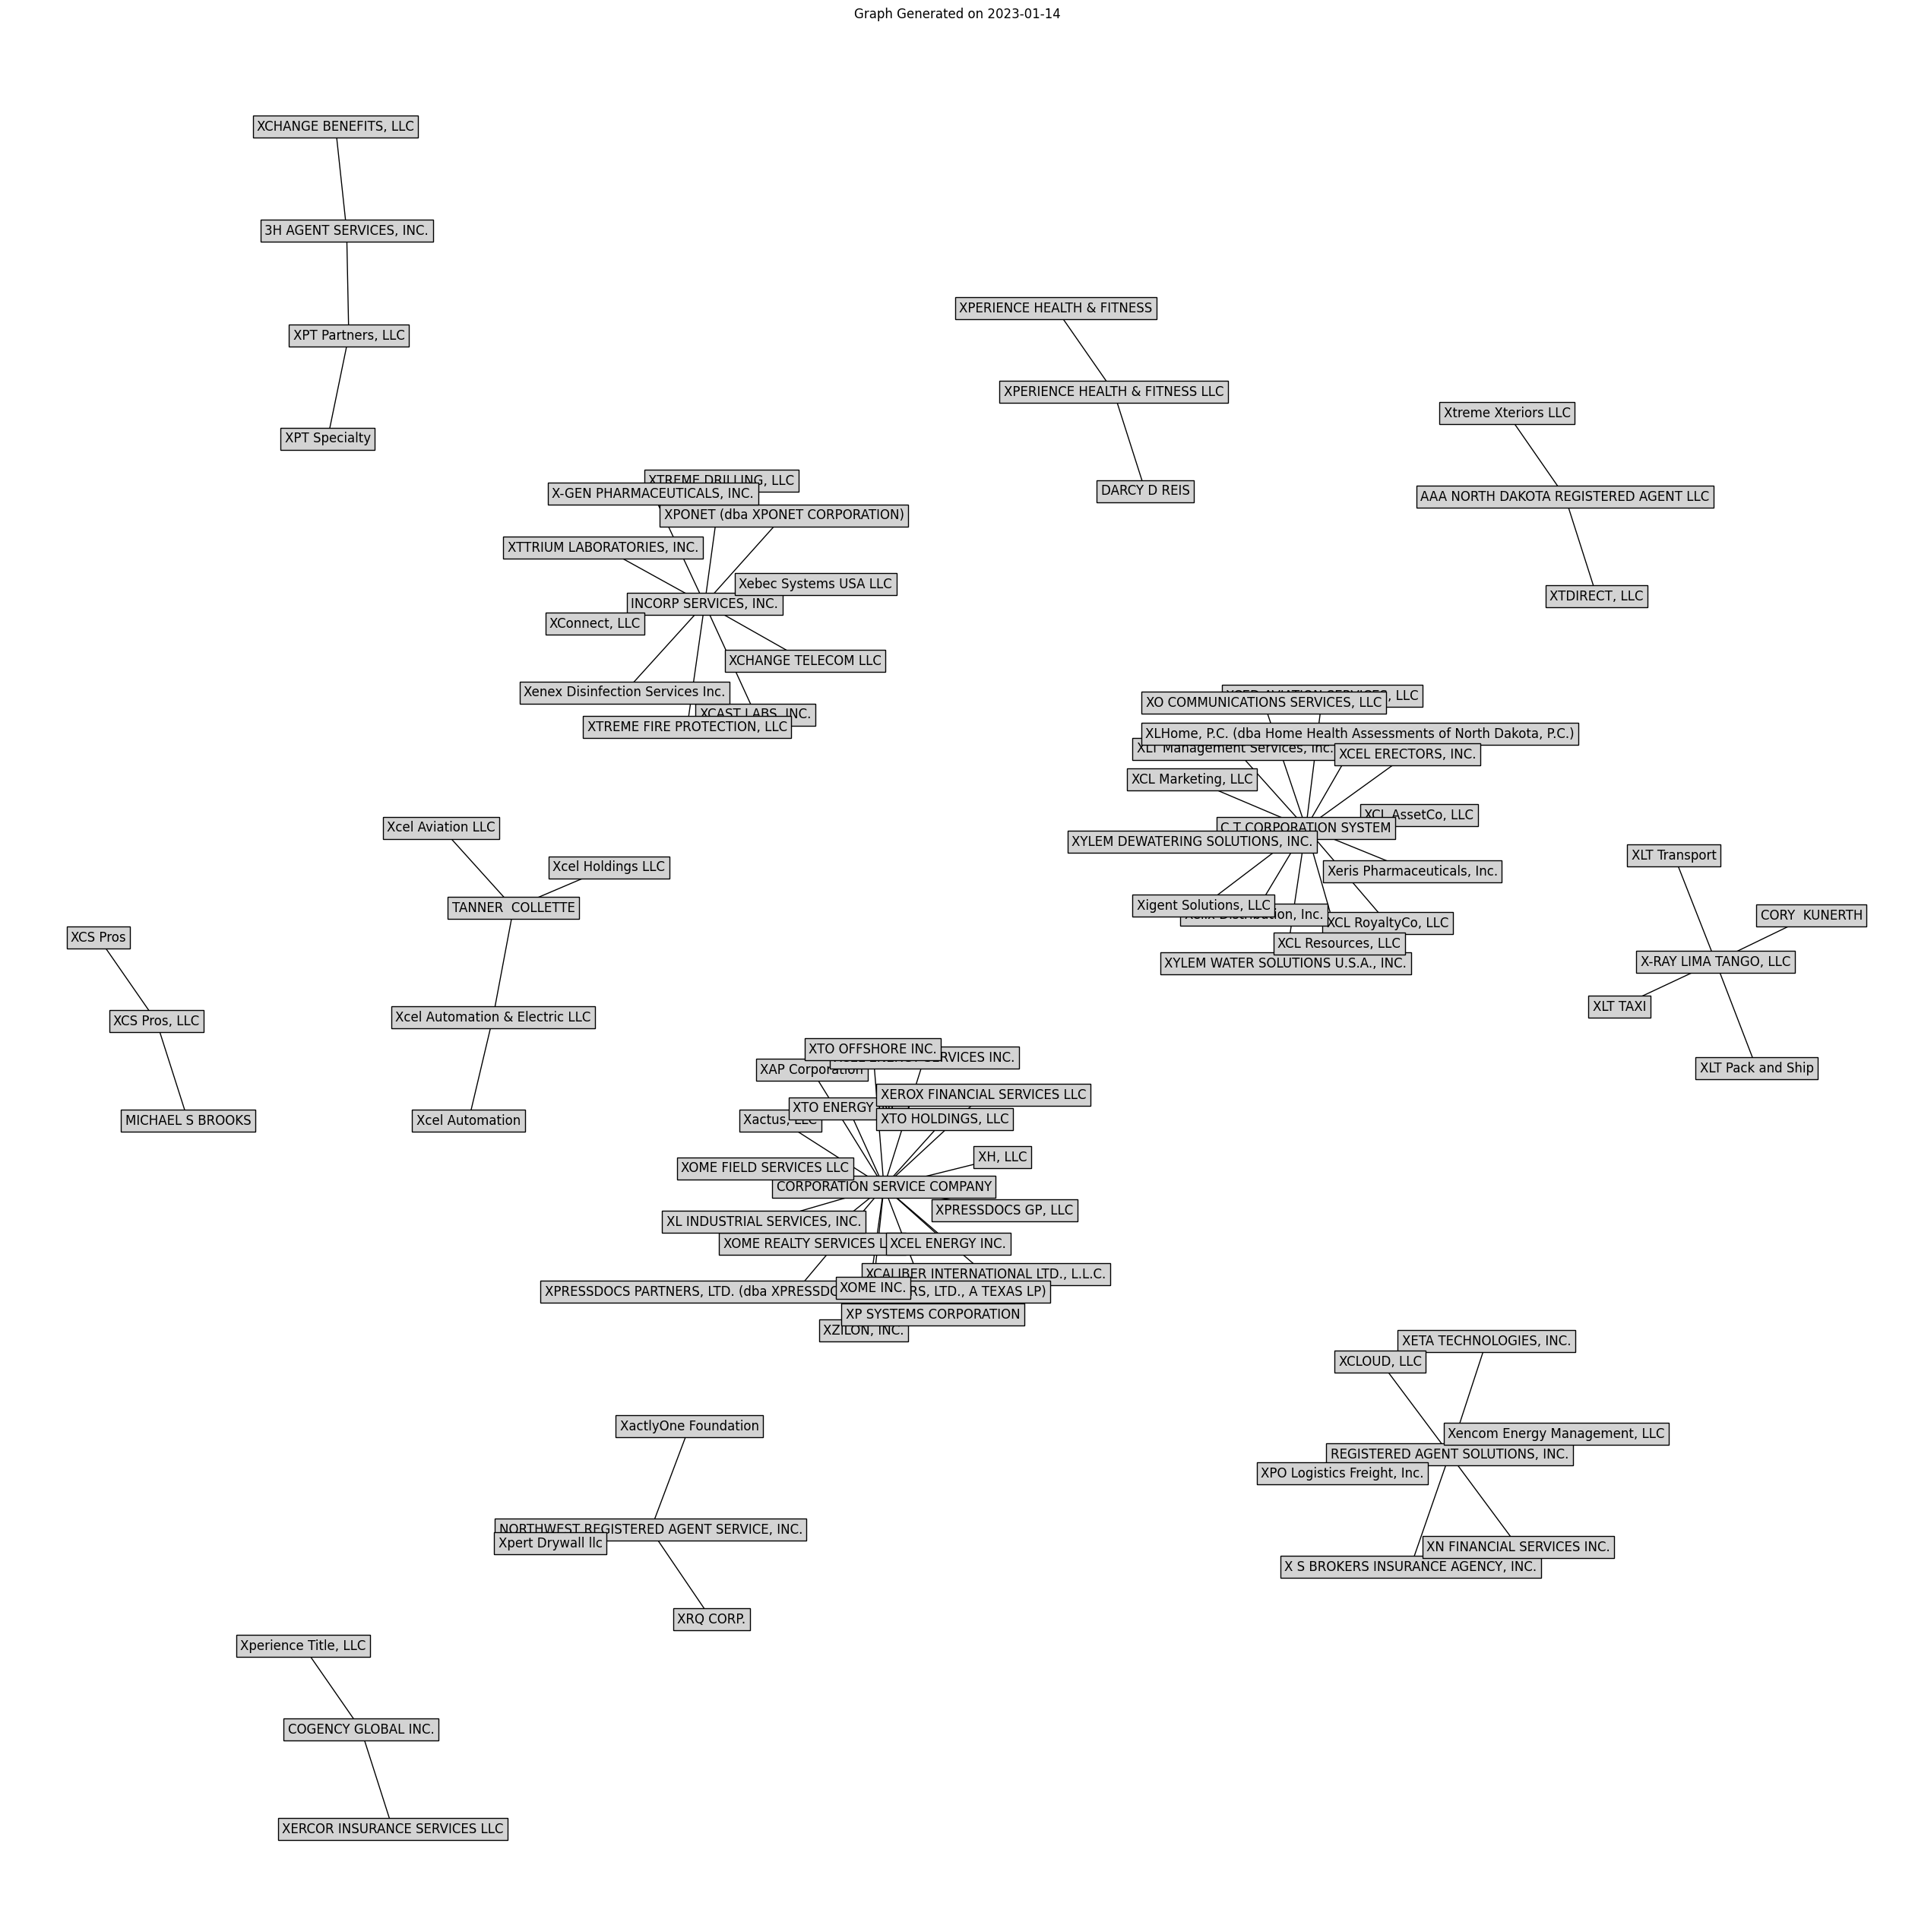 Graph Generated on 2023-01-14
XCHANGE BENEFITS, LLC
3H AGENT SERVICES, INC.
XPT Partners, LLC
XPT Specialty
XPERIENCE HEALTH & FITNESS
XPERIENCE HEALTH & FITNESS LLC
DARCY D REIS
Xtreme Xteriors LLC
AAA NORTH DAKOTA REGISTERED AGENT LLC
XTDIRECT, LLC
XTREME DRILLING, LLC
X-GEN PHARMACEUTICALS, INC.
XPONET (dba XPONET CORPORATION)
XTTRIUM LABORATORIES, INC.
Xebec Systems USA LLC
INCORP SERVICES, INC.
XConnect, LLC
XCHANGE TELECOM LLC
Xenex Disinfection Services Inc.
XCAST LABS, INC.
XTREME FIRE PROTECTION, LLC
LLC
XO COMMUNICATIONS SERVICES, LLC
XLHome, P.C. (dba Home Health Assessments of North Dakota, P.C.)
XLT Management Services, Inc.
XCEL ERECTORS, INC.
XCL Marketing, LLC
XCL AssetCo, LLC
C T CORPORATION SYSTEM
XYLEM DEWATERING SOLUTIONS, INC.
Xeris Pharmaceuticals, Inc.
Xigent Solutions, LLC
Inc.
XCL RoyaltyCo, LLC
XCL Resources, LLC
XYLEM WATER SOLUTIONS U.S.A., INC.
Xcel Aviation LLC
Xcel Holdings LLC
TANNER  COLLETTE
Xcel Automation & Electric LLC
Xcel Automation
XCS Pros
XCS Pros, LLC
MICHAEL S BROOKS
XLT Transport
CORY  KUNERTH
X-RAY LIMA TANGO, LLC
XLT TAXI
XLT Pack and Ship
XTO OFFSHORE INC.
INC.
XAP Corporation
XEROX FINANCIAL SERVICES LLC
XTO ENERGY
XTO HOLDINGS, LLC
Xactus, LLC
XH, LLC
XOME FIELD SERVICES LLC
CORPORATION SERVICE COMPANY
XPRESSDOCS GP, LLC
XL INDUSTRIAL SERVICES, INC.
XOME REALTY SERVICES
XCEL ENERGY INC.
XCALIBER INTERNATIONAL LTD., L.L.C.
XPRESSDOCS PARTNERS, LTD. (dba LTD., A TEXAS LP)
XOME INC.
XP SYSTEMS CORPORATION
XZILON, INC.
XETA TECHNOLOGIES, INC.
XCLOUD, LLC
Xencom Energy Management, LLC
REGISTERED AGENT SOLUTIONS, INC.
XPO Logistics Freight, Inc.
XN FINANCIAL SERVICES INC.
X S BROKERS INSURANCE AGENCY, INC.
XactlyOne Foundation
NORTHWEST REGISTERED AGENT SERVICE, INC.
Xpert Drywall llc
XRQ CORP.
Xperience Title, LLC
COGENCY GLOBAL INC.
XERCOR INSURANCE SERVICES LLC